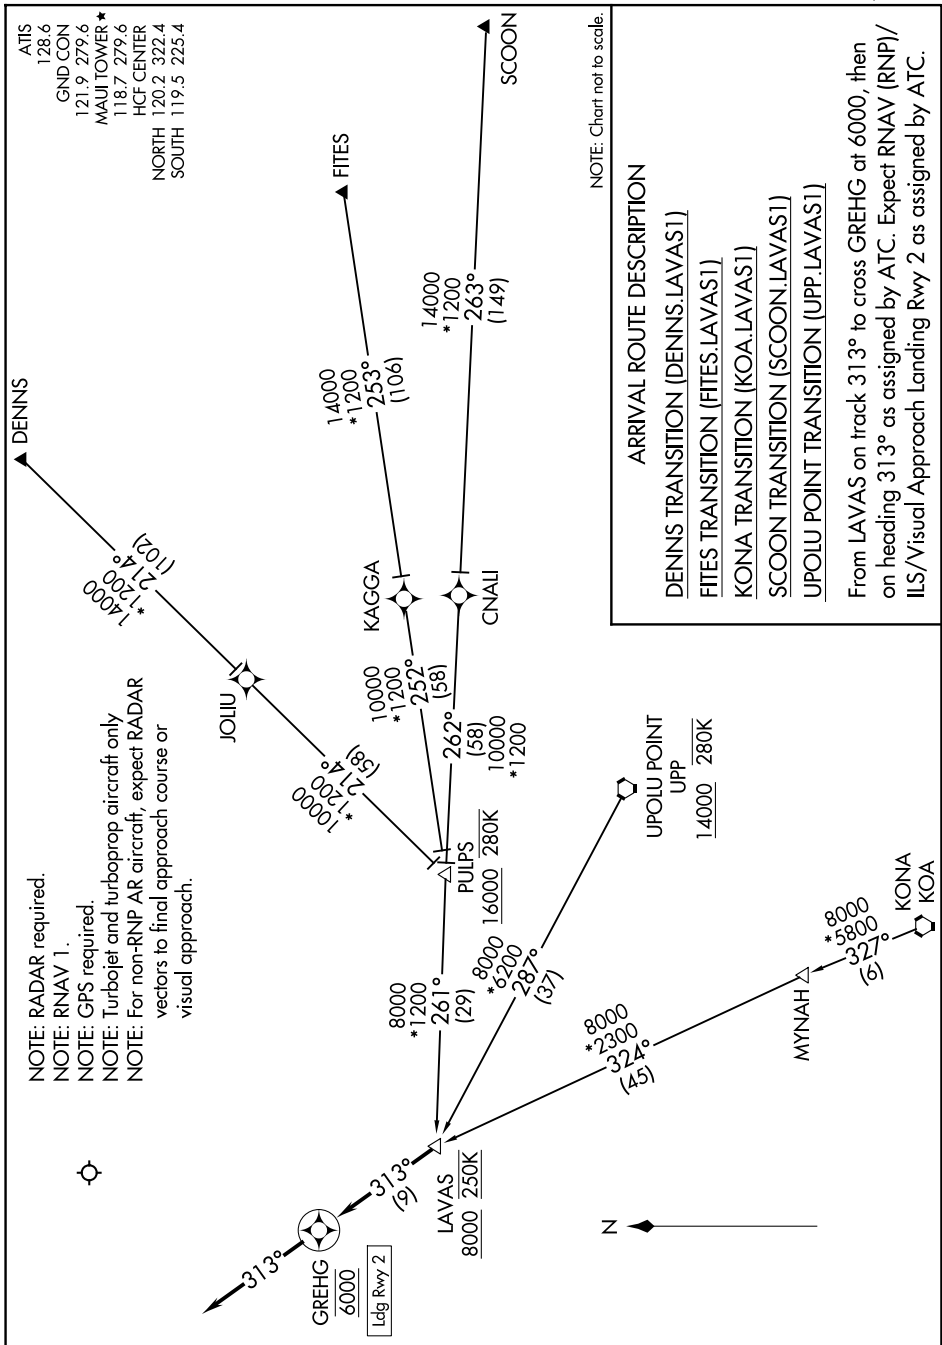 ATIS
128.6
GND CON
121.9 279.6
MAUI TOWER★
118.7 279.6
HCF CENTER
NORTH 120.2 322.4
SOUTH 119.5 225.4
NOTE: RADAR required.
NOTE: RNAV 1.
NOTE: GPS required.
NOTE: Turbojet and turboprop aircraft only
NOTE: For non-RNP AR aircraft, expect RADAR
vectors to final approach course or
visual approach.
DENNS
14000
*1200
214°
(102)
JOLIU
10000
*1200
214°
(58)
FITES
14000
*1200
253°
(106)
KAGGA
10000
*1200
252°
(58)
SCOON
14000
*1200
263°
(149)
CNALI
262°
(58)
10000
*1200
PULPS
16000 280K
8000
*1200
261°
(29)
8000
*6200
287°
(37)
UPOLU POINT
UPP
14000 280K
KONA
KOA
8000
*5800
327°
(6)
MYNAH
8000
*2300
324°
(45)
LAVAS
8000 250K
313°
(9)
GREHG
6000
Ldg Rwy 2
313°
N
NOTE: Chart not to scale.
ARRIVAL ROUTE DESCRIPTION
DENNS TRANSITION (DENNS.LAVAS1)
FITES TRANSITION (FITES.LAVAS1)
KONA TRANSITION (KOA.LAVAS1)
SCOON TRANSITION (SCOON.LAVAS1)
UPOLU POINT TRANSITION (UPP.LAVAS1)
From LAVAS on track 313° to cross GREHG at 6000, then
on heading 313° as assigned by ATC. Expect RNAV (RNP)/
ILS/Visual Approach Landing Rwy 2 as assigned by ATC.